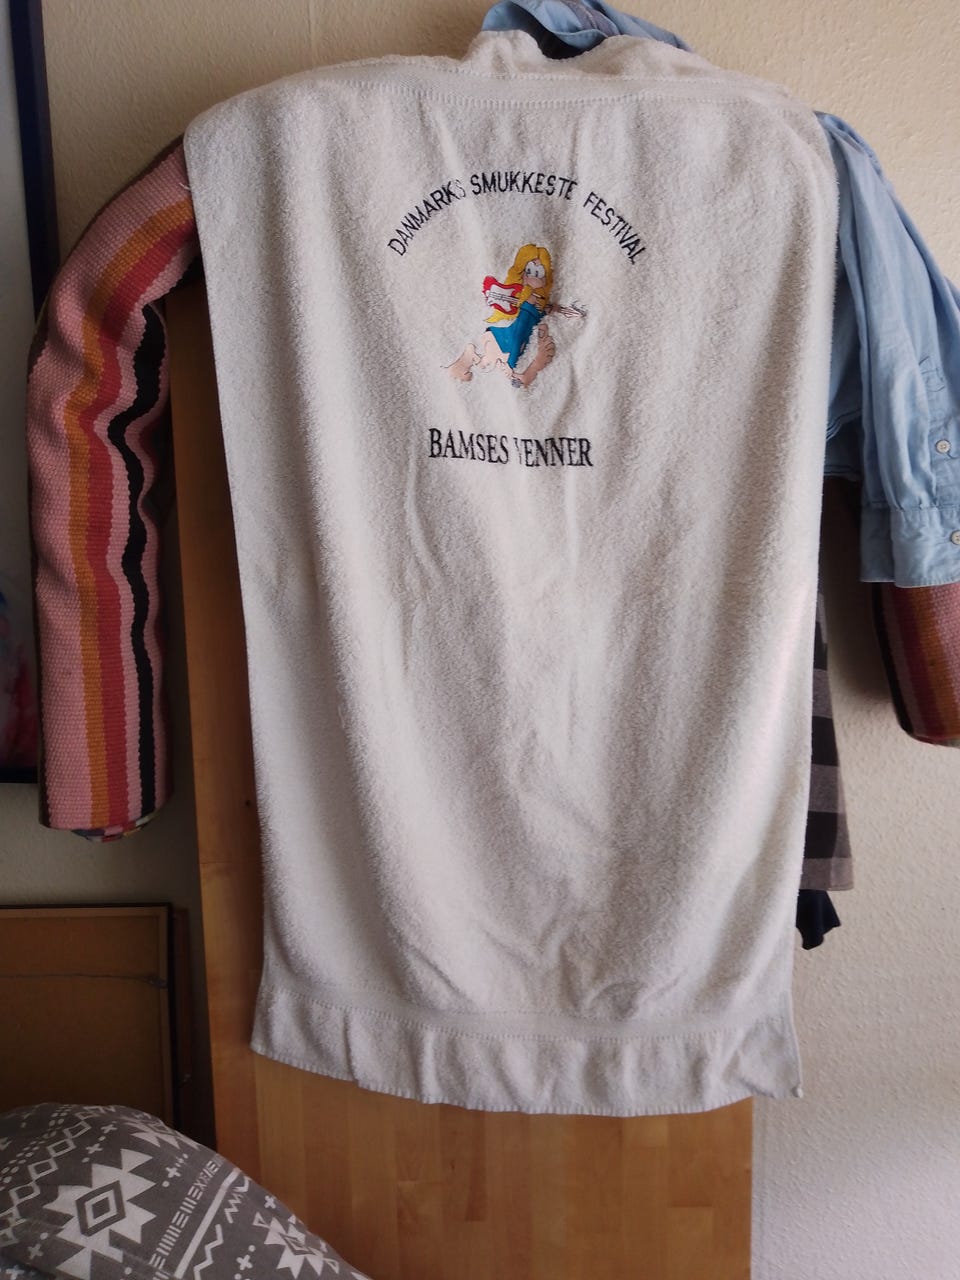 DANMARKS SMUKKESTE FESTIVAL
BAMSES VENNER